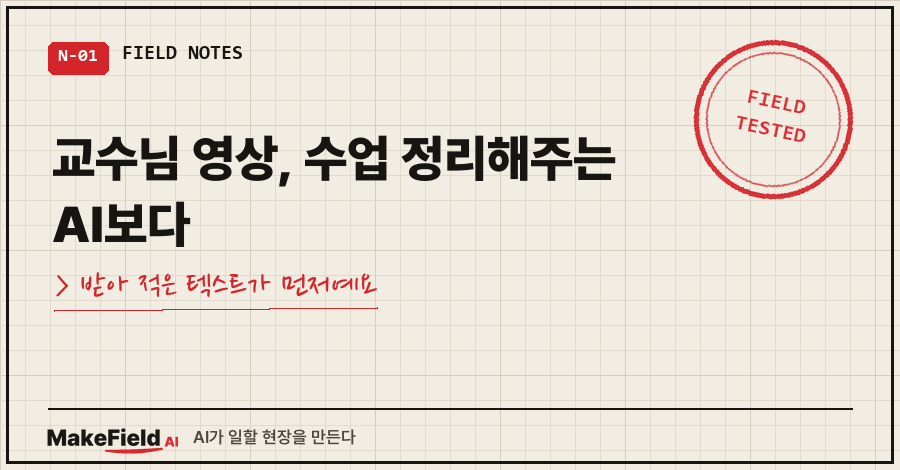 N-01 FIELD NOTES
FIELD
TESTED
교수님 영상, 수업 정리해주는
AI보다
> 받아 적은 텍스트가 먼저예요
MakeField AI AI가 일할 현장을 만든다